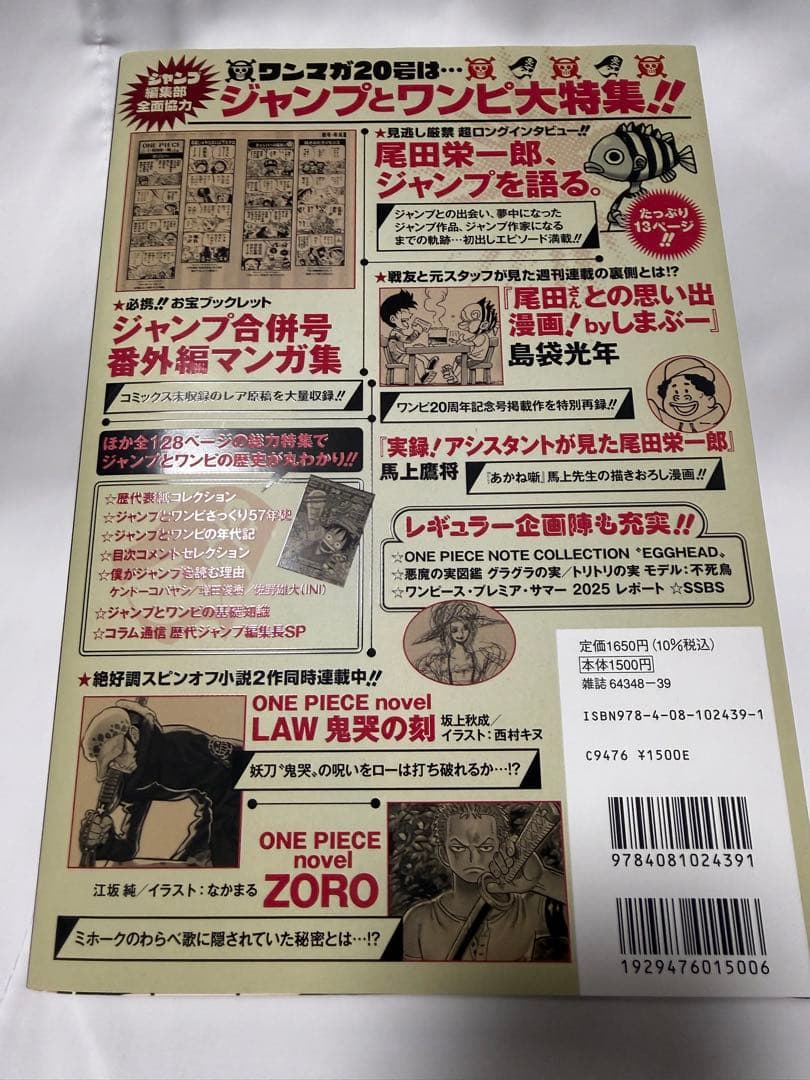 ジャンプ
編集部
全面協力
ワンマガ20号は…
ジャンプとワンピ大特集!!
ONE PIECE
★見逃し厳禁 超ロングインタビュー!!
尾田栄一郎、
ジャンプを語る。
ジャンプとの出会い、夢中になった
ジャンプ作品、ジャンプ作家になる
までの軌跡…初出しエピソード満載!!
たっぷり
13ページ
!!
★必携!! お宝ブックレット
ジャンプ合併号
番外編マンガ集
コミックス未収録のレア原稿を大量収録!!
★戦友と元スタッフが見た週刊連載の裏側とは!?
『尾田さんとの思い出
漫画!byしまぶー』
島袋光年
ワンピ20周年記念号掲載作を特別再録!!
『実録!アシスタントが見た尾田栄一郎』
馬上鷹将
『あかね噺』馬上先生の描きおろし漫画!!
ほか全128ページの総力特集で
ジャンプとワンピの歴史が丸わかり!!
☆歴代表紙コレクション
☆ジャンプとワンピざっくり57年史
☆ジャンプとワンピの年代記
☆目次コメントセレクション
☆僕がジャンプを読む理由
ケンドーコバヤシ/
(INI)
☆ジャンプとワンピの基礎知識
☆コラム通信 歴代ジャンプ編集長SP
レギュラー企画陣も充実!!
☆ONE PIECE NOTE COLLECTION〝EGGHEAD〟
☆悪魔の実図鑑 グラグラの実/トリトリの実 モデル:不死鳥
☆ワンピース・プレミア・サマー 2025 レポート ☆SSBS
★絶好調スピンオフ小説2作同時連載中!!
ONE PIECE novel
LAW 鬼哭の刻
坂上秋成/
イラスト:西村キヌ
妖刀〝鬼哭〟の呪いをローは打ち破れるか…!?
ONE PIECE
novel
ZORO
江坂 純/イラスト:なかまる
ミホークのわらべ歌に隠されていた秘密とは…!?
定価1650円(10%税込)
本体1500円
雑誌 64348-39
ISBN978-4-08-102439-1
C9476 ¥1500E
9784081024391
1929476015006